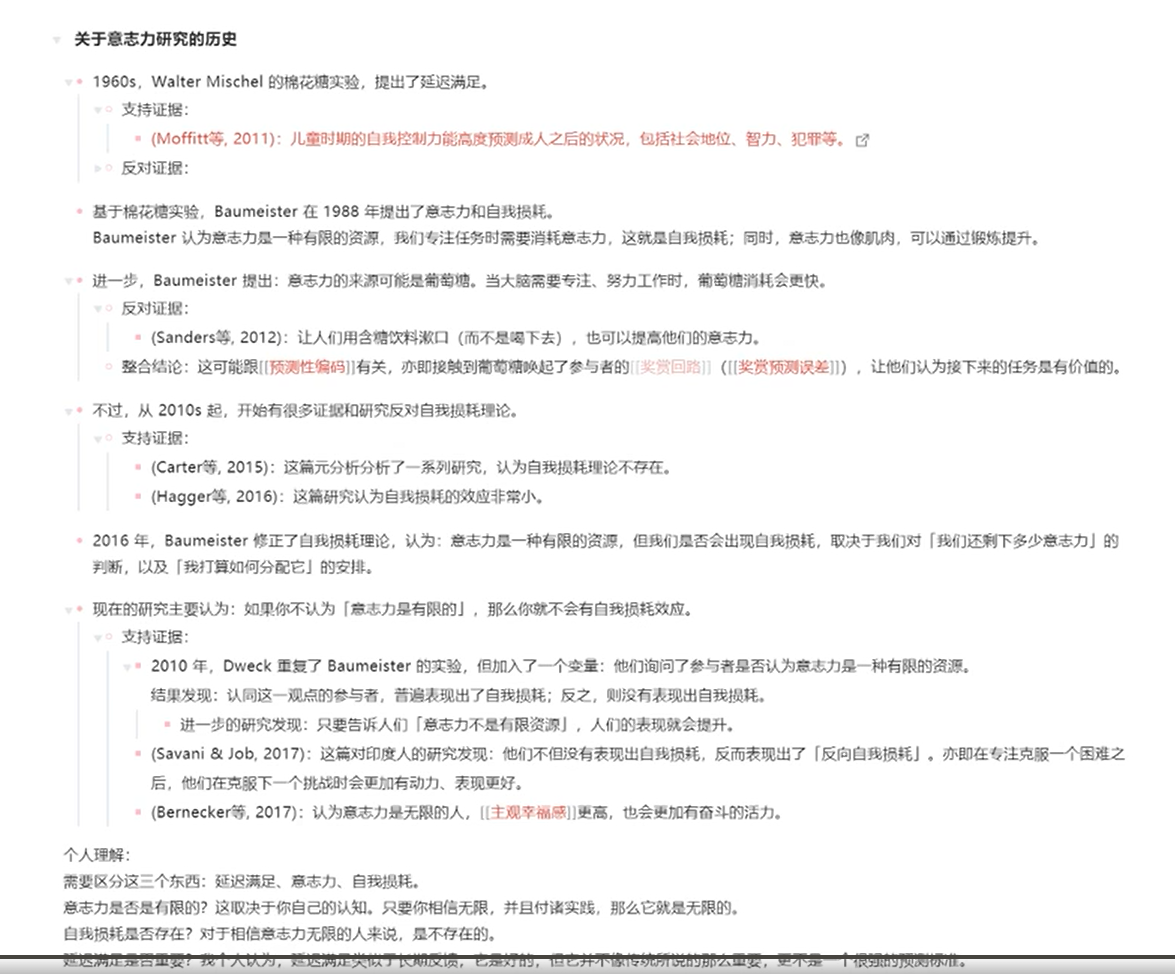 关于意志力研究的历史
1960s，Walter Mischel 的棉花糖实验，提出了延迟满足。
支持证据：
(Moffitt等, 2011)：儿童时期的自我控制力能高度预测成人之后的状况，包括社会地位、智力、犯罪等。
反对证据：
基于棉花糖实验，Baumeister 在 1988 年提出了意志力和自我损耗。
Baumeister 认为意志力是一种有限的资源，我们专注任务时需要消耗意志力，这就是自我损耗；同时，意志力也像肌肉，可以通过锻炼提升。
进一步，Baumeister 提出：意志力的来源可能是葡萄糖。当大脑需要专注、努力工作时，葡萄糖消耗会更快。
反对证据：
(Sanders等, 2012)：让人们用含糖饮料漱口（而不是喝下去），也可以提高他们的意志力。
整合结论：这可能跟[[预测性编码]]有关，亦即接触到葡萄糖唤起了参与者的[[奖赏回路]]（[[奖赏预测误差]]），让他们认为接下来的任务是有价值的。
不过，从 2010s 起，开始有很多证据和研究反对自我损耗理论。
支持证据：
(Carter等, 2015)：这篇元分析分析了一系列研究，认为自我损耗理论不存在。
(Hagger等, 2016)：这篇研究认为自我损耗的效应非常小。
2016 年，Baumeister 修正了自我损耗理论，认为：意志力是一种有限的资源，但我们是否会出现自我损耗，取决于我们对「我们还剩下多少意志力」的
判断，以及「我打算如何分配它」的安排。
现在的研究主要认为：如果你不认为「意志力是有限的」，那么你就不会有自我损耗效应。
支持证据：
2010 年，Dweck 重复了 Baumeister 的实验，但加入了一个变量：他们询问了参与者是否认为意志力是一种有限的资源。
结果发现：认同这一观点的参与者，普遍表现出了自我损耗；反之，则没有表现出自我损耗。
进一步的研究发现：只要告诉人们「意志力不是有限资源」，人们的表现就会提升。
(Savani & Job, 2017)：这篇对印度人的研究发现：他们不但没有表现出自我损耗，反而表现出了「反向自我损耗」。亦即在专注克服一个困难之
后，他们在克服下一个挑战时会更加有动力、表现更好。
(Bernecker等, 2017)：认为意志力是无限的人，[[主观幸福感]]更高，也会更加有奋斗的活力。
个人理解：
需要区分这三个东西：延迟满足、意志力、自我损耗。
意志力是否是有限的？这取决于你自己的认知。只要你相信无限，并且付诸实践，那么它就是无限的。
自我损耗是否存在？对于相信意志力无限的人来说，是不存在的。
延迟满足是否重要？我个人认为，延迟满足类似于长期反馈，它是好的，但它并不像传统所说的那么重要，更不是一个很强的预测标准。